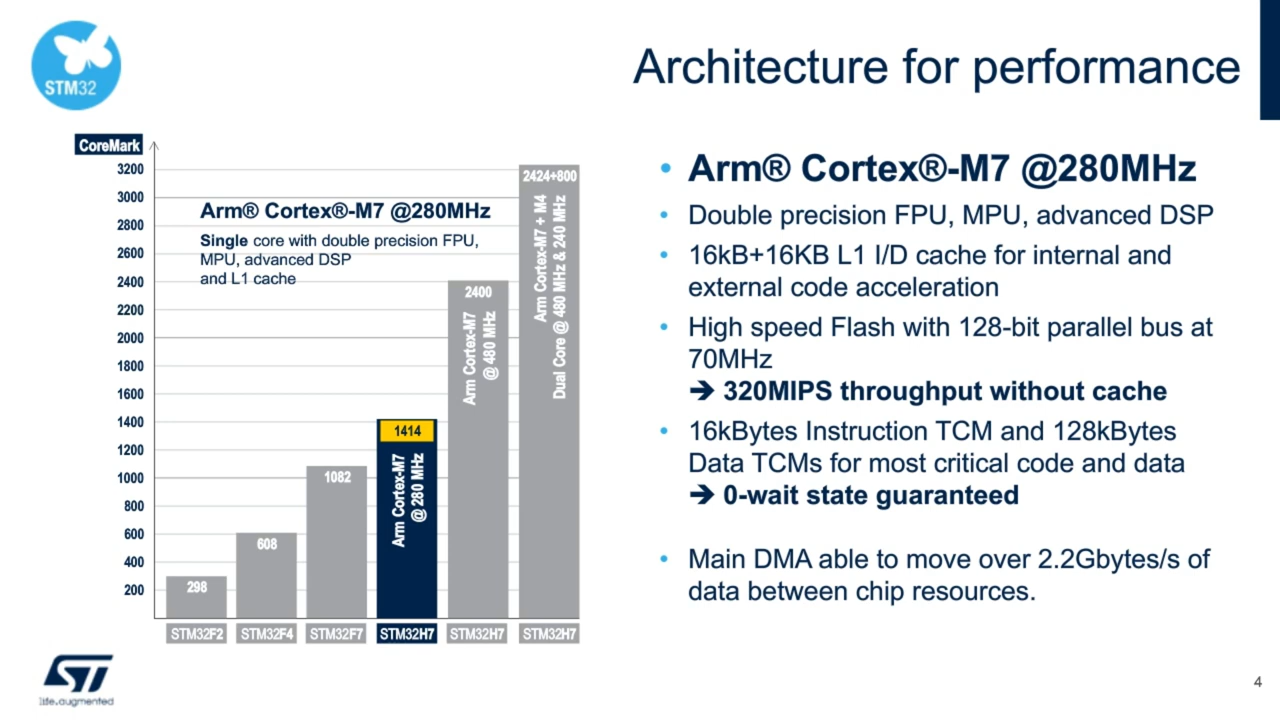 STM32
Architecture for performance
CoreMark
3200
3000
2800
2600
2400
2200
2000
1800
1600
1400
1200
1000
800
600
400
200
Arm® Cortex®-M7 @280MHz
Single core with double precision FPU,
MPU, advanced DSP
and L1 cache
298
608
1082
1414
Arm Cortex-M7
@ 280 MHz
2400
Arm Cortex-M7
@ 480 MHz
2424+800
Arm Cortex-M7 + M4
Dual Core @ 480 MHz & 240 MHz
STM32F2
STM32F4
STM32F7
STM32H7
STM32H7
STM32H7
• Arm® Cortex®-M7 @280MHz
• Double precision FPU, MPU, advanced DSP
• 16kB+16KB L1 I/D cache for internal and
external code acceleration
• High speed Flash with 128-bit parallel bus at
70MHz
➔ 320MIPS throughput without cache
• 16kBytes Instruction TCM and 128kBytes
Data TCMs for most critical code and data
➔ 0-wait state guaranteed
• Main DMA able to move over 2.2Gbytes/s of
data between chip resources.
ST
life.augmented
4